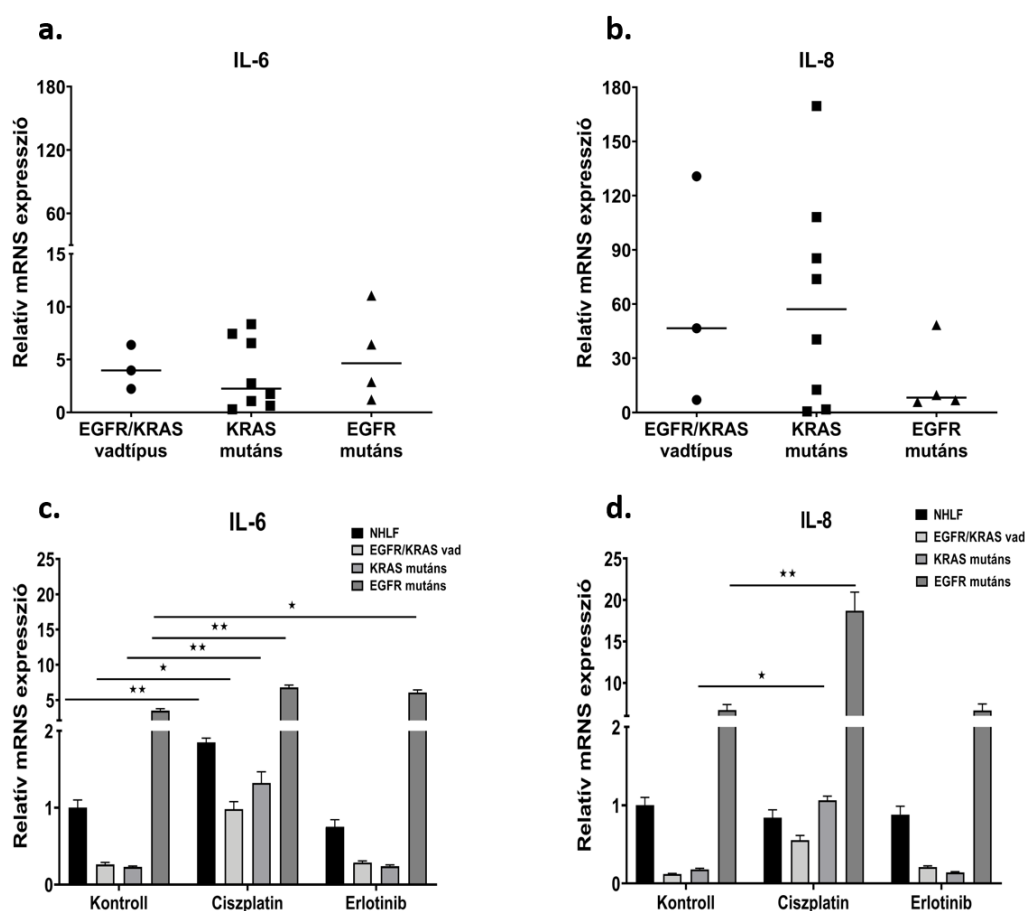 a.
IL-6
Relatív mRNS expresszió
180
120
60
15
10
5
0
EGFR/KRAS
vadtípus
KRAS
mutáns
EGFR
mutáns
b.
IL-8
Relatív mRNS expresszió
180
150
120
90
60
30
0
EGFR/KRAS
vadtípus
KRAS
mutáns
EGFR
mutáns
c.
IL-6
NHLF
EGFR/KRAS vad
KRAS mutáns
EGFR mutáns
Relatív mRNS expresszió
25
20
15
10
5
2
1
0
★
★★
★★
★
★★
Kontroll
Ciszplatin
Erlotinib
d.
IL-8
NHLF
EGFR/KRAS vad
KRAS mutáns
EGFR mutáns
Relatív mRNS expresszió
25
20
15
10
2
1
0
★★
★
Kontroll
Ciszplatin
Erlotinib